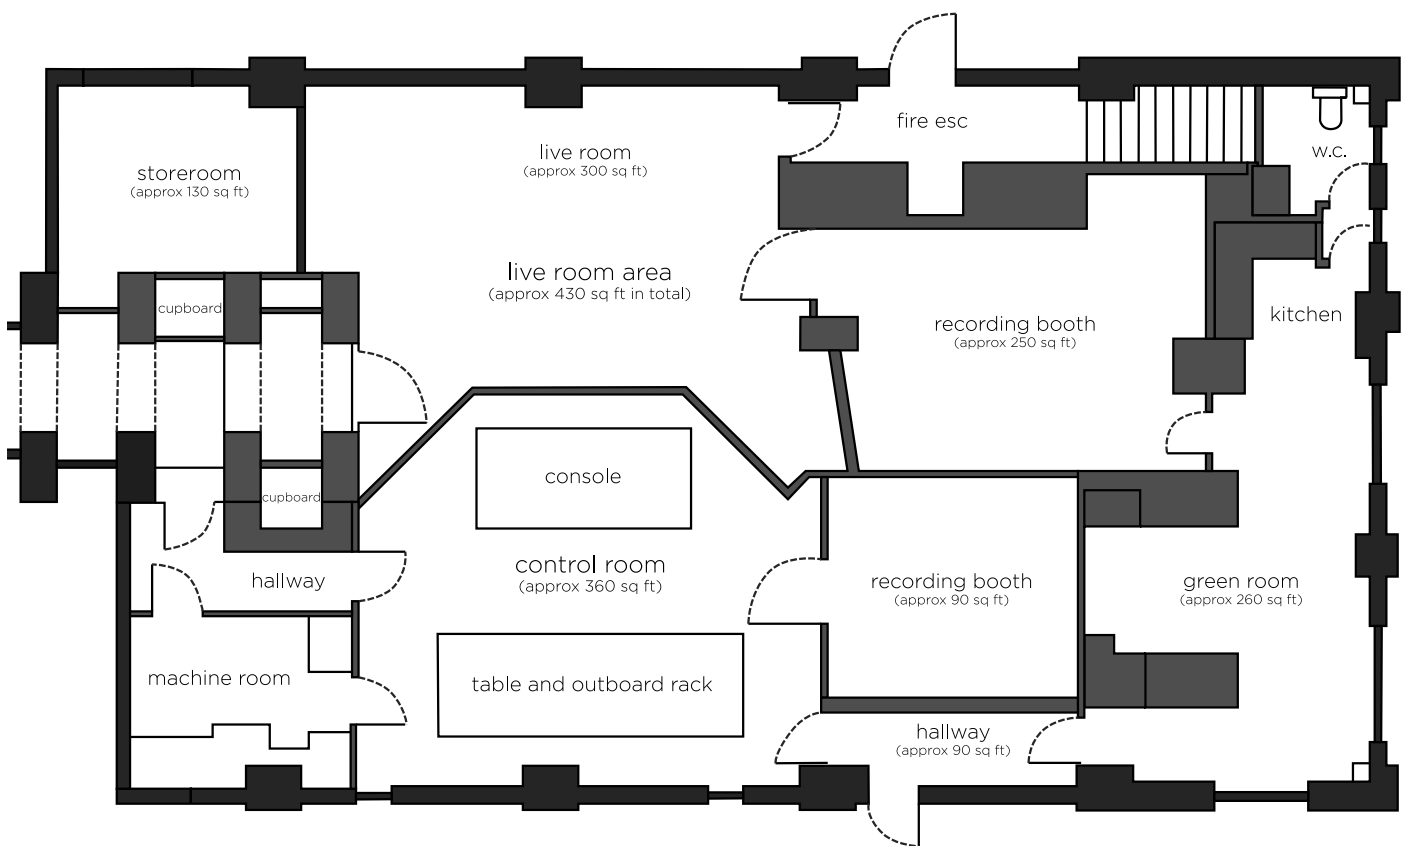 fire esc
live room
(approx 300 sq ft)
w.c.
storeroom
(approx 130 sq ft)
live room area
(approx 430 sq ft in total)
cupboard
kitchen
recording booth
(approx 250 sq ft)
console
cupboard
control room
(approx 360 sq ft)
hallway
recording booth
(approx 90 sq ft)
green room
(approx 260 sq ft)
machine room
table and outboard rack
hallway
(approx 90 sq ft)